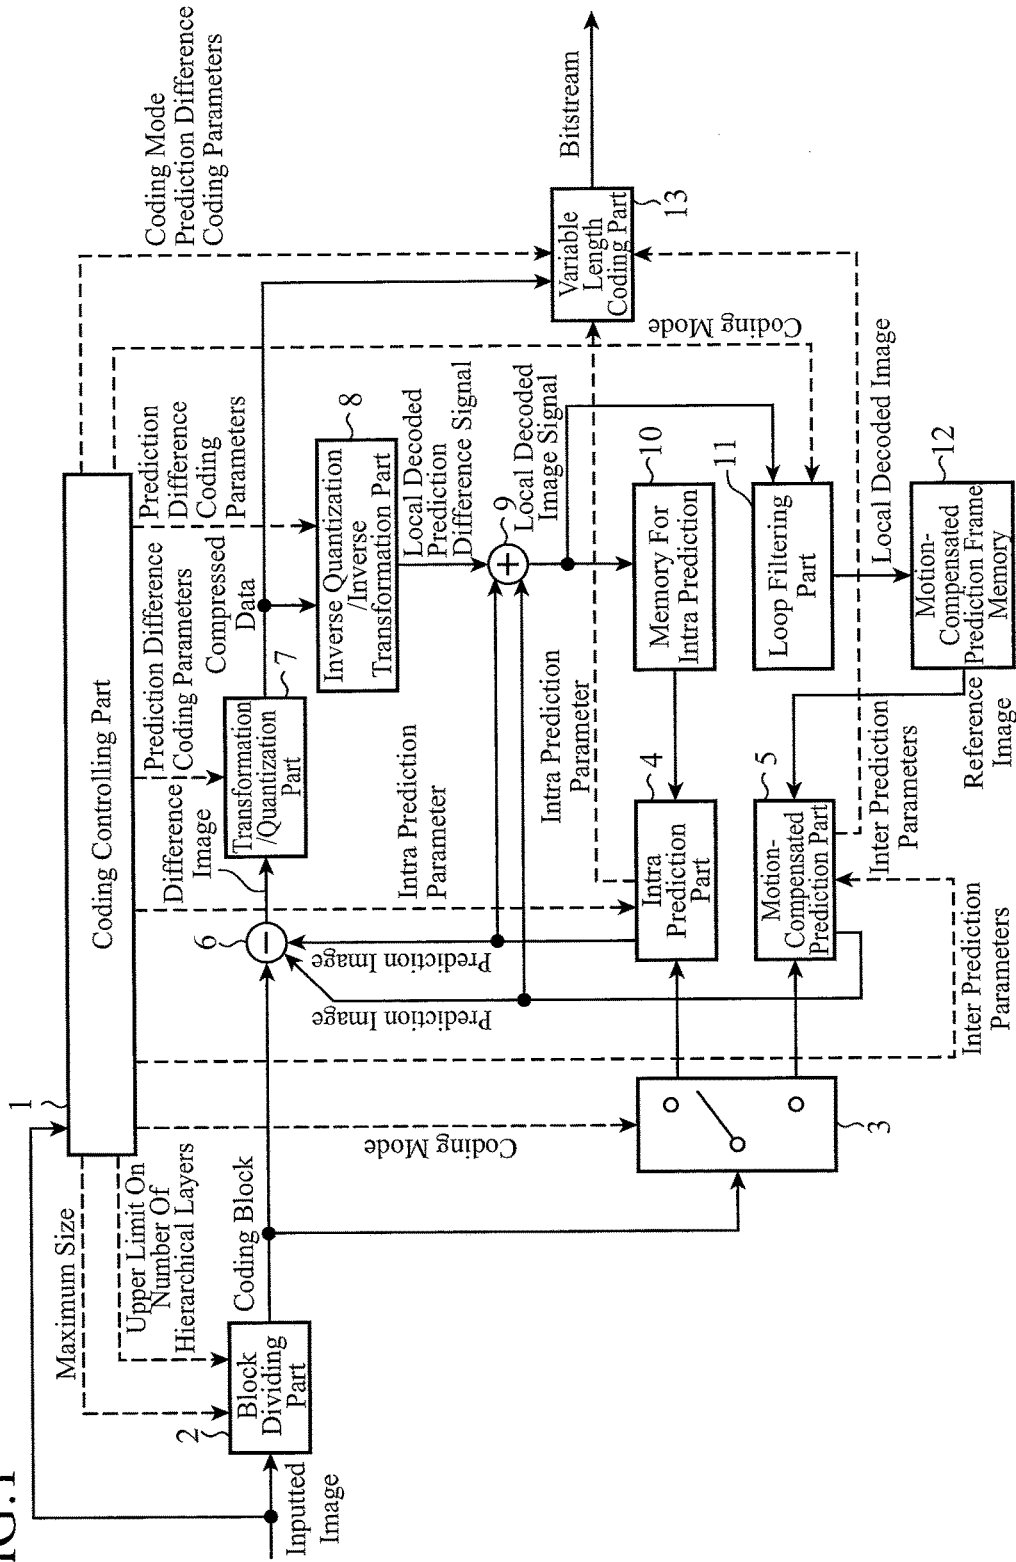 IG.1
Inputted
Image
Block
Dividing
Part
2
Maximum Size
Upper Limit On
Number Of
Hierarchical Layers
1
Coding Controlling Part
Coding Block
Coding Mode
3
6
Prediction Image
Prediction Image
Difference
Image
Prediction Difference
Coding Parameters
Transformation
/Quantization
Part
7
Compressed
Data
Prediction
Difference
Coding
Parameters
Inverse Quantization
/Inverse
Transformation Part
8
Local Decoded
Prediction
Difference Signal
9
Local Decoded
Image Signal
Intra Prediction
Parameter
Intra Prediction
Parameter
Intra
Prediction
Part
4
Memory For
Intra Prediction
10
Motion-
Compensated
Prediction Part
5
Inter Prediction
Parameters
Inter Prediction
Parameters
Loop Filtering
Part
11
Local Decoded Image
Motion-
Compensated
Prediction Frame
Memory
12
Reference
Image
Coding Mode
Coding Mode
Prediction Difference
Coding Parameters
Variable
Length
Coding Part
13
Bitstream